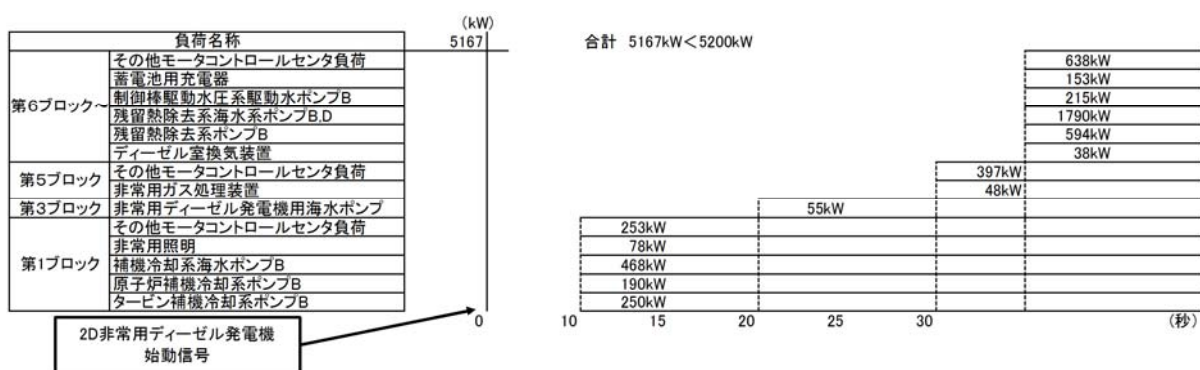 (kW)
負荷名称
5167
合計 5167kW<5200kW
第6ブロック~
その他モータコントロールセンタ負荷
638kW
蓄電池用充電器
153kW
制御棒駆動水圧系駆動水ポンプB
215kW
残留熱除去系海水系ポンプB,D
1790kW
残留熱除去系ポンプB
594kW
ディーゼル室換気装置
38kW
第5ブロック
その他モータコントロールセンタ負荷
397kW
非常用ガス処理装置
48kW
第3ブロック
非常用ディーゼル発電機用海水ポンプ
55kW
第1ブロック
その他モータコントロールセンタ負荷
253kW
非常用照明
78kW
補機冷却系海水ポンプB
468kW
原子炉補機冷却系ポンプB
190kW
タービン補機冷却系ポンプB
250kW
0
10
15
20
25
30
(秒)
2D非常用ディーゼル発電機
始動信号